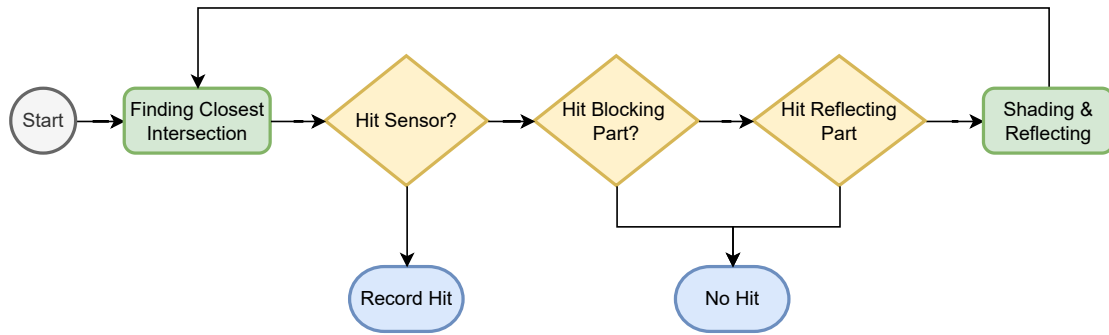 Start
Finding Closest
Intersection
Hit Sensor?
Hit Blocking
Part?
Hit Reflecting
Part
Shading &
Reflecting
Record Hit
No Hit